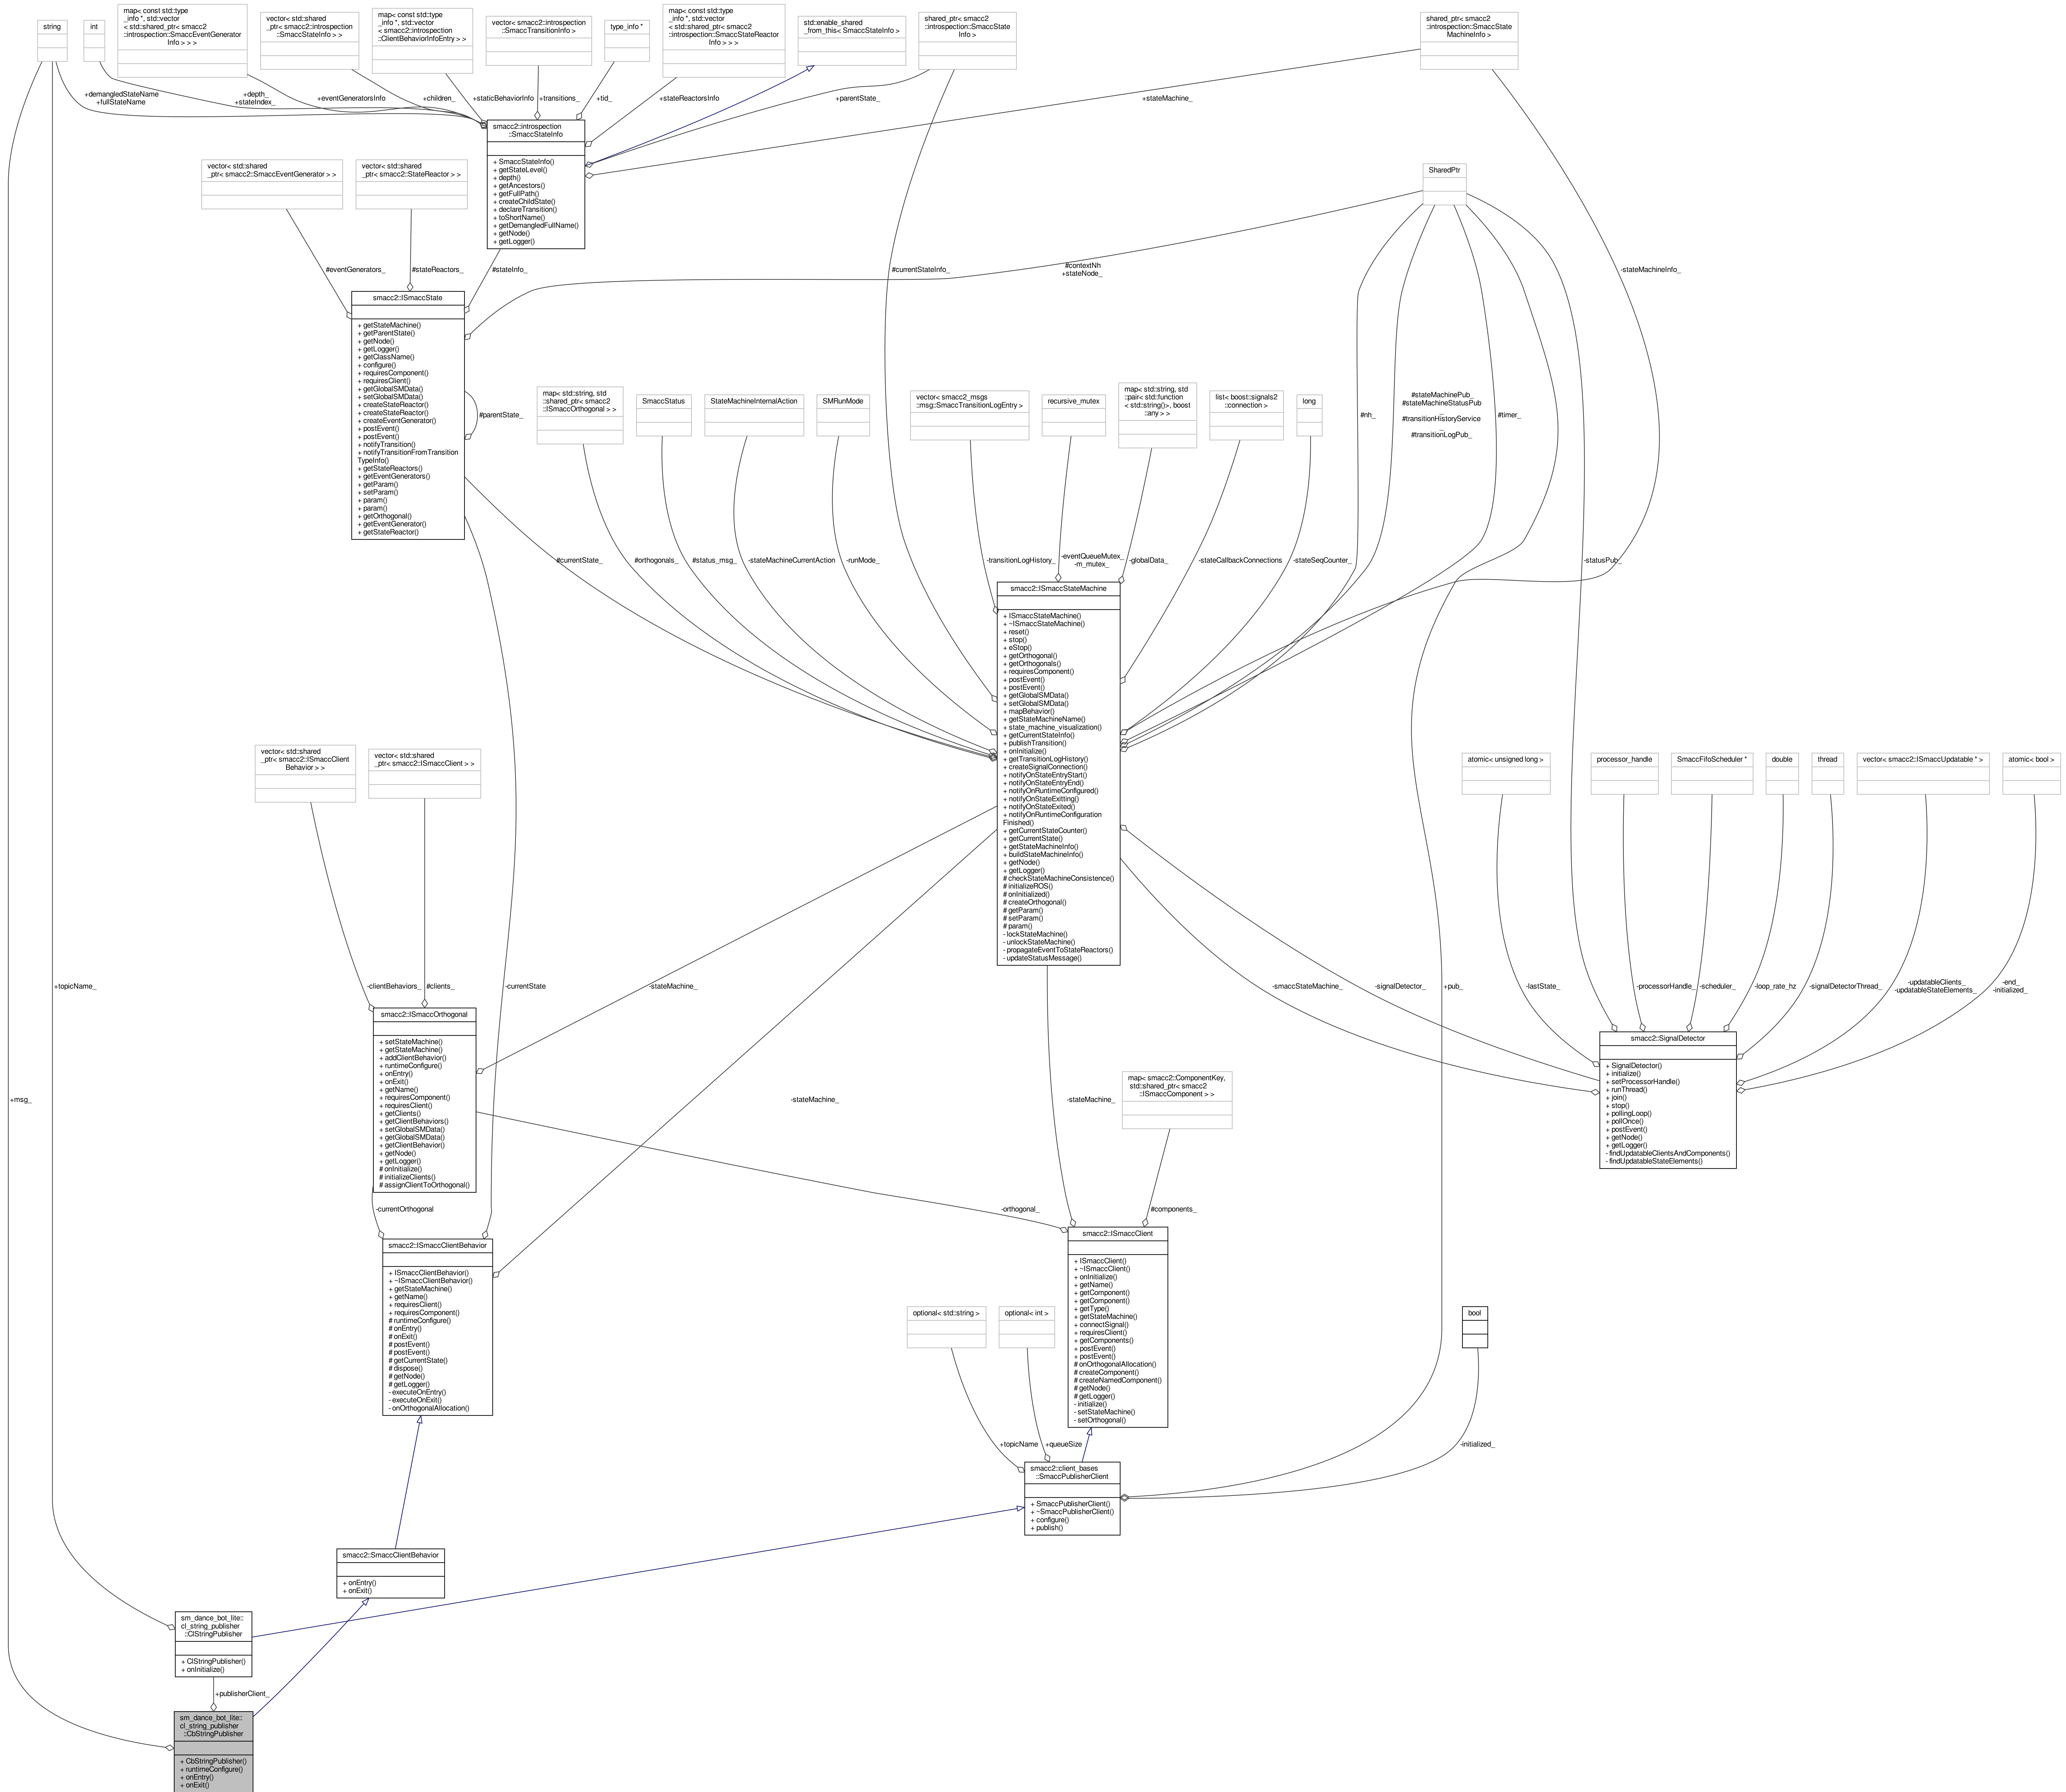 string
int
map< const std::type
_info *, std::vector
< std::shared_ptr< smacc2
::introspection::SmaccEventGenerator
Info > > >
vector< std::shared
_ptr< smacc2::introspection
::SmaccStateInfo > >
map< const std::type
_info *, std::vector
< smacc2::introspection
::ClientBehaviorInfoEntry > >
vector< smacc2::introspection
::SmaccTransitionInfo >
type_info *
map< const std::type
_info *, std::vector
< std::shared_ptr< smacc2
::introspection::SmaccStateReactor
Info > > >
std::enable_shared
_from_this< SmaccStateInfo >
shared_ptr< smacc2
::introspection::SmaccState
Info >
shared_ptr< smacc2
::introspection::SmaccState
MachineInfo >
+demangledStateName
+fullStateName
+depth_
+stateIndex_
+eventGeneratorsInfo
+children_
+staticBehaviorInfo
+transitions_
+tid_
+stateReactorsInfo
+parentState_
+stateMachine_
smacc2::introspection
::SmaccStateInfo
+ SmaccStateInfo()
+ getStateLevel()
+ depth()
+ getAncestors()
+ getFullPath()
+ createChildState()
+ declareTransition()
+ toShortName()
+ getDemangledFullName()
+ getNode()
+ getLogger()
vector< std::shared
_ptr< smacc2::SmaccEventGenerator > >
vector< std::shared
_ptr< smacc2::StateReactor > >
SharedPtr
#eventGenerators_
#stateReactors_
#stateInfo_
#currentStateInfo_
#contextNh
+stateNode_
-stateMachineInfo_
smacc2::ISmaccState
+ getStateMachine()
+ getParentState()
+ getNode()
+ getLogger()
+ getClassName()
+ configure()
+ requiresComponent()
+ requiresClient()
+ getGlobalSMData()
+ setGlobalSMData()
+ createStateReactor()
+ createStateReactor()
+ createEventGenerator()
+ postEvent()
+ postEvent()
+ notifyTransition()
+ notifyTransitionFromTransition
TypeInfo()
+ getStateReactors()
+ getEventGenerators()
+ getParam()
+ setParam()
+ param()
+ param()
+ getOrthogonal()
+ getEventGenerator()
+ getStateReactor()
#parentState_
map< std::string, std
::shared_ptr< smacc2
::ISmaccOrthogonal > >
SmaccStatus
StateMachineInternalAction
SMRunMode
vector< smacc2_msgs
::msg::SmaccTransitionLogEntry >
recursive_mutex
map< std::string, std
::pair< std::function
< std::string()>, boost
::any > >
list< boost::signals2
::connection >
long
#nh_
#stateMachinePub_
#stateMachineStatusPub
_
#transitionHistoryService
_
#transitionLogPub_
#timer_
#currentState_
#orthogonals_
#status_msg_
-stateMachineCurrentAction
-runMode_
-transitionLogHistory_
-eventQueueMutex_
-m_mutex_
-globalData_
-stateCallbackConnections
-stateSeqCounter_
-statusPub_
smacc2::ISmaccStateMachine
+ ISmaccStateMachine()
+ ~ISmaccStateMachine()
+ reset()
+ stop()
+ eStop()
+ getOrthogonal()
+ getOrthogonals()
+ requiresComponent()
+ postEvent()
+ postEvent()
+ getGlobalSMData()
+ setGlobalSMData()
+ mapBehavior()
+ getStateMachineName()
+ state_machine_visualization()
+ getCurrentStateInfo()
+ publishTransition()
+ onInitialize()
+ getTransitionLogHistory()
+ createSignalConnection()
+ notifyOnStateEntryStart()
+ notifyOnStateEntryEnd()
+ notifyOnRuntimeConfigured()
+ notifyOnStateExitting()
+ notifyOnStateExited()
+ notifyOnRuntimeConfiguration
Finished()
+ getCurrentStateCounter()
+ getCurrentState()
+ getStateMachineInfo()
+ buildStateMachineInfo()
+ getNode()
+ getLogger()
# checkStateMachineConsistence()
# initializeROS()
# onInitialized()
# createOrthogonal()
# getParam()
# setParam()
# param()
- lockStateMachine()
- unlockStateMachine()
- propagateEventToStateReactors()
- updateStatusMessage()
vector< std::shared
_ptr< smacc2::ISmaccClient
Behavior > >
vector< std::shared
_ptr< smacc2::ISmaccClient > >
atomic< unsigned long >
processor_handle
SmaccFifoScheduler *
double
thread
vector< smacc2::ISmaccUpdatable * >
atomic< bool >
+topicName_
-clientBehaviors_
#clients_
-currentState
-stateMachine_
-smaccStateMachine_
-signalDetector_
+pub_
-lastState_
-processorHandle_
-scheduler_
-loop_rate_hz
-signalDetectorThread_
-updatableClients_
-updatableStateElements_
-end_
-initialized_
smacc2::ISmaccOrthogonal
+ setStateMachine()
+ getStateMachine()
+ addClientBehavior()
+ runtimeConfigure()
+ onEntry()
+ onExit()
+ getName()
+ requiresComponent()
+ requiresClient()
+ getClients()
+ getClientBehaviors()
+ setGlobalSMData()
+ getGlobalSMData()
+ getClientBehavior()
+ getNode()
+ getLogger()
# onInitialize()
# initializeClients()
# assignClientToOrthogonal()
smacc2::SignalDetector
+ SignalDetector()
+ initialize()
+ setProcessorHandle()
+ runThread()
+ join()
+ stop()
+ pollingLoop()
+ pollOnce()
+ postEvent()
+ getNode()
+ getLogger()
- findUpdatableClientsAndComponents()
- findUpdatableStateElements()
map< smacc2::ComponentKey,
std::shared_ptr< smacc2
::ISmaccComponent > >
+msg_
-stateMachine_
-stateMachine_
-currentOrthogonal
-orthogonal_
#components_
smacc2::ISmaccClientBehavior
+ ISmaccClientBehavior()
+ ~ISmaccClientBehavior()
+ getStateMachine()
+ getName()
+ requiresClient()
+ requiresComponent()
# runtimeConfigure()
# onEntry()
# onExit()
# postEvent()
# postEvent()
# getCurrentState()
# dispose()
# getNode()
# getLogger()
- executeOnEntry()
- executeOnExit()
- onOrthogonalAllocation()
smacc2::ISmaccClient
+ ISmaccClient()
+ ~ISmaccClient()
+ onInitialize()
+ getName()
+ getComponent()
+ getComponent()
+ getType()
+ getStateMachine()
+ connectSignal()
+ requiresClient()
+ getComponents()
+ postEvent()
+ postEvent()
# onOrthogonalAllocation()
# createComponent()
# createNamedComponent()
# getNode()
# getLogger()
- initialize()
- setStateMachine()
- setOrthogonal()
optional< std::string >
optional< int >
bool
+topicName
+queueSize
-initialized_
smacc2::client_bases
::SmaccPublisherClient
+ SmaccPublisherClient()
+ ~SmaccPublisherClient()
+ configure()
+ publish()
smacc2::SmaccClientBehavior
+ onEntry()
+ onExit()
sm_dance_bot_lite::
cl_string_publisher
::ClStringPublisher
+ ClStringPublisher()
+ onInitialize()
+publisherClient_
sm_dance_bot_lite::
cl_string_publisher
::CbStringPublisher
+ CbStringPublisher()
+ runtimeConfigure()
+ onEntry()
+ onExit()